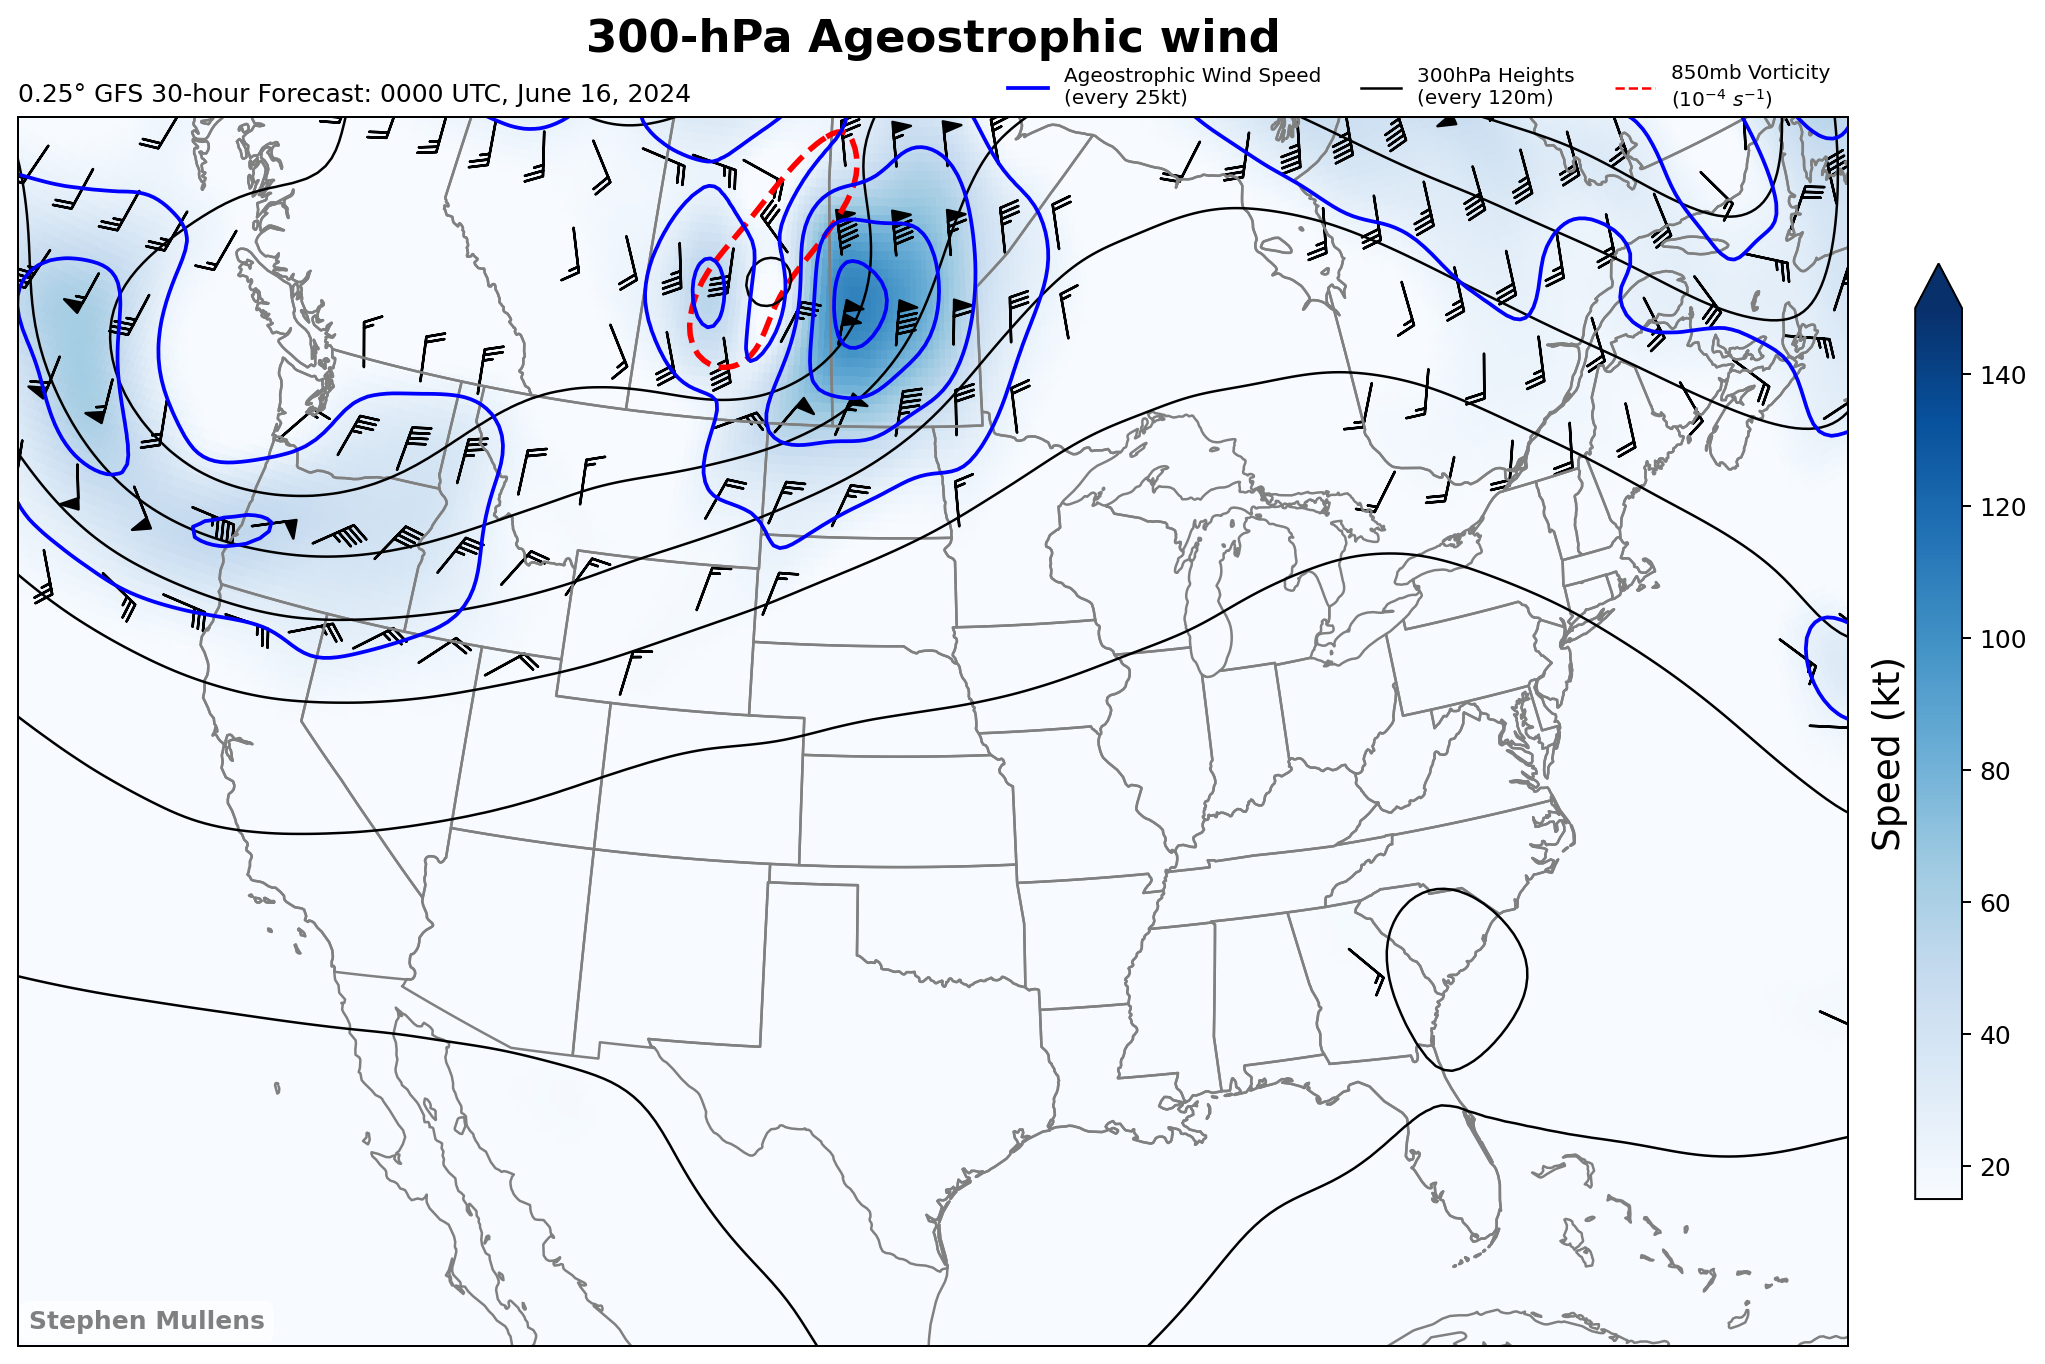 300-hPa Ageostrophic wind
0.25° GFS 30-hour Forecast: 0000 UTC, June 16, 2024
Ageostrophic Wind Speed
(every 25kt)
300hPa Heights
(every 120m)
850mb Vorticity
(10⁻⁴ s⁻¹)
140
120
100
80
60
40
20
Speed (kt)
Stephen Mullens